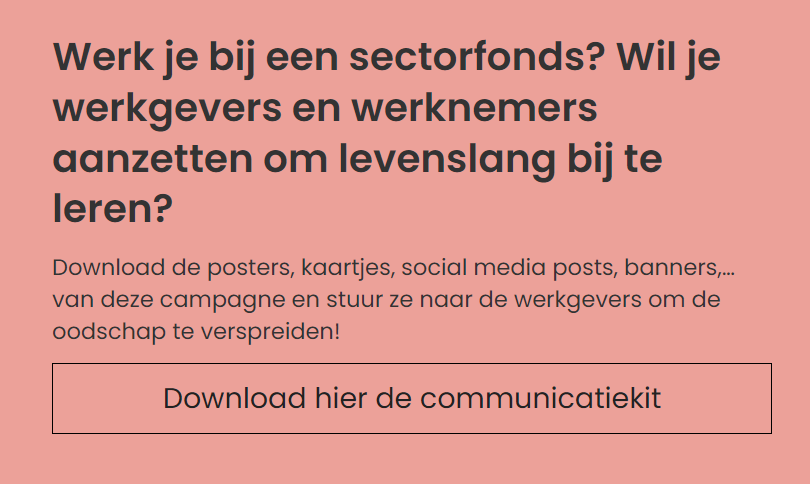 Werk je bij een sectorfonds? Wil je
werkgevers en werknemers
aanzetten om levenslang bij te
leren?
Download de posters, kaartjes, social media posts, banners,...
van deze campagne en stuur ze naar de werkgevers om de
oodschap te verspreiden!
Download hier de communicatiekit